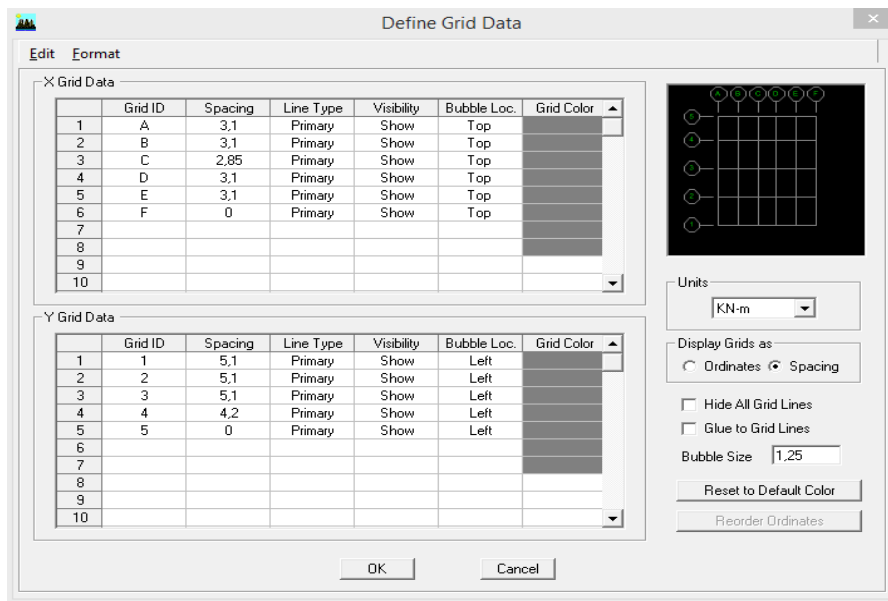 Define Grid Data
Edit Format
X Grid Data
Grid ID Spacing Line Type Visibility Bubble Loc. Grid Color
1 A 3,1 Primary Show Top
2 B 3,1 Primary Show Top
3 C 2,85 Primary Show Top
4 D 3,1 Primary Show Top
5 E 3,1 Primary Show Top
6 F 0 Primary Show Top
7
8
9
10
Y Grid Data
Grid ID Spacing Line Type Visibility Bubble Loc. Grid Color
1 1 5,1 Primary Show Left
2 2 5,1 Primary Show Left
3 3 5,1 Primary Show Left
4 4 4,2 Primary Show Left
5 5 0 Primary Show Left
6
7
8
9
10
A B C D E F
5
4
3
2
1
Units
KN-m
Display Grids as
Ordinates Spacing
Hide All Grid Lines
Glue to Grid Lines
Bubble Size 1,25
Reset to Default Color
Reorder Ordinates
OK Cancel